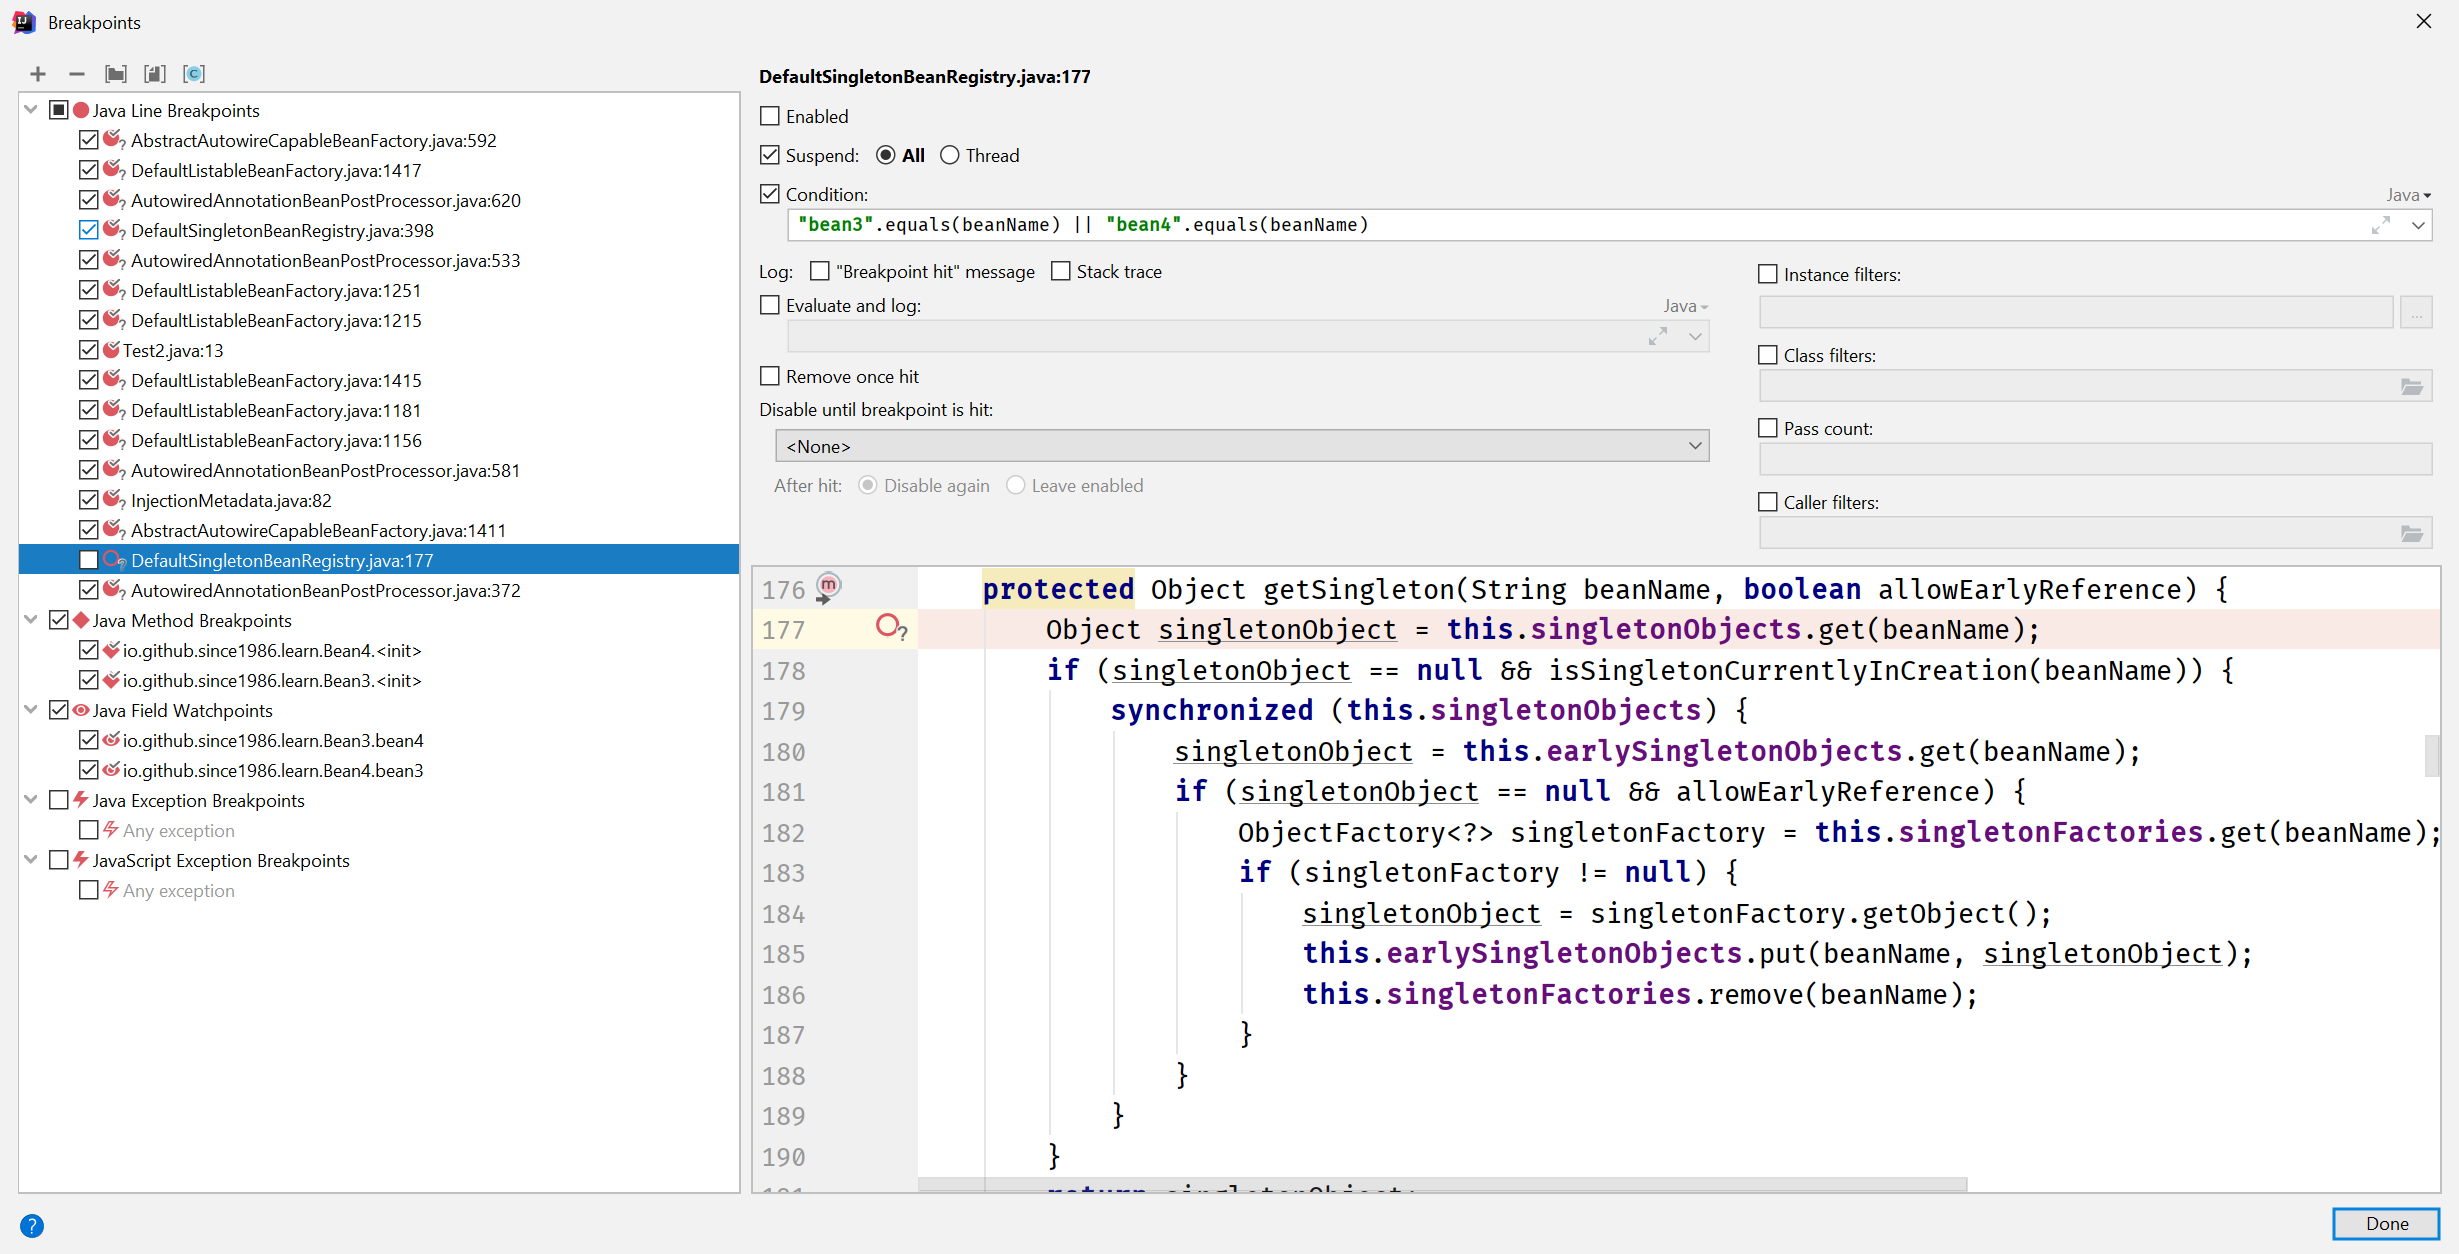 Breakpoints
Java Line Breakpoints
AbstractAutowireCapableBeanFactory.java:592
DefaultListableBeanFactory.java:1417
AutowiredAnnotationBeanPostProcessor.java:620
DefaultSingletonBeanRegistry.java:398
AutowiredAnnotationBeanPostProcessor.java:533
DefaultListableBeanFactory.java:1251
DefaultListableBeanFactory.java:1215
Test2.java:13
DefaultListableBeanFactory.java:1415
DefaultListableBeanFactory.java:1181
DefaultListableBeanFactory.java:1156
AutowiredAnnotationBeanPostProcessor.java:581
InjectionMetadata.java:82
AbstractAutowireCapableBeanFactory.java:1411
DefaultSingletonBeanRegistry.java:177
AutowiredAnnotationBeanPostProcessor.java:372
Java Method Breakpoints
io.github.since1986.learn.Bean4.<init>
io.github.since1986.learn.Bean3.<init>
Java Field Watchpoints
io.github.since1986.learn.Bean3.bean4
io.github.since1986.learn.Bean4.bean3
Java Exception Breakpoints
Any exception
JavaScript Exception Breakpoints
Any exception
DefaultSingletonBeanRegistry.java:177
Enabled
Suspend: All Thread
Condition: Java
"bean3".equals(beanName) || "bean4".equals(beanName)
Log: "Breakpoint hit" message Stack trace
Evaluate and log: Java
Remove once hit
Disable until breakpoint is hit:
<None>
After hit: Disable again Leave enabled
Instance filters:
...
Class filters:
Pass count:
Caller filters:
176 protected Object getSingleton(String beanName, boolean allowEarlyReference) {
177 Object singletonObject = this.singletonObjects.get(beanName);
178 if (singletonObject == null && isSingletonCurrentlyInCreation(beanName)) {
179 synchronized (this.singletonObjects) {
180 singletonObject = this.earlySingletonObjects.get(beanName);
181 if (singletonObject == null && allowEarlyReference) {
182 ObjectFactory<?> singletonFactory = this.singletonFactories.get(beanName);
183 if (singletonFactory != null) {
184 singletonObject = singletonFactory.getObject();
185 this.earlySingletonObjects.put(beanName, singletonObject);
186 this.singletonFactories.remove(beanName);
187 }
188 }
189 }
190 }
191 return singletonObject;
?
Done